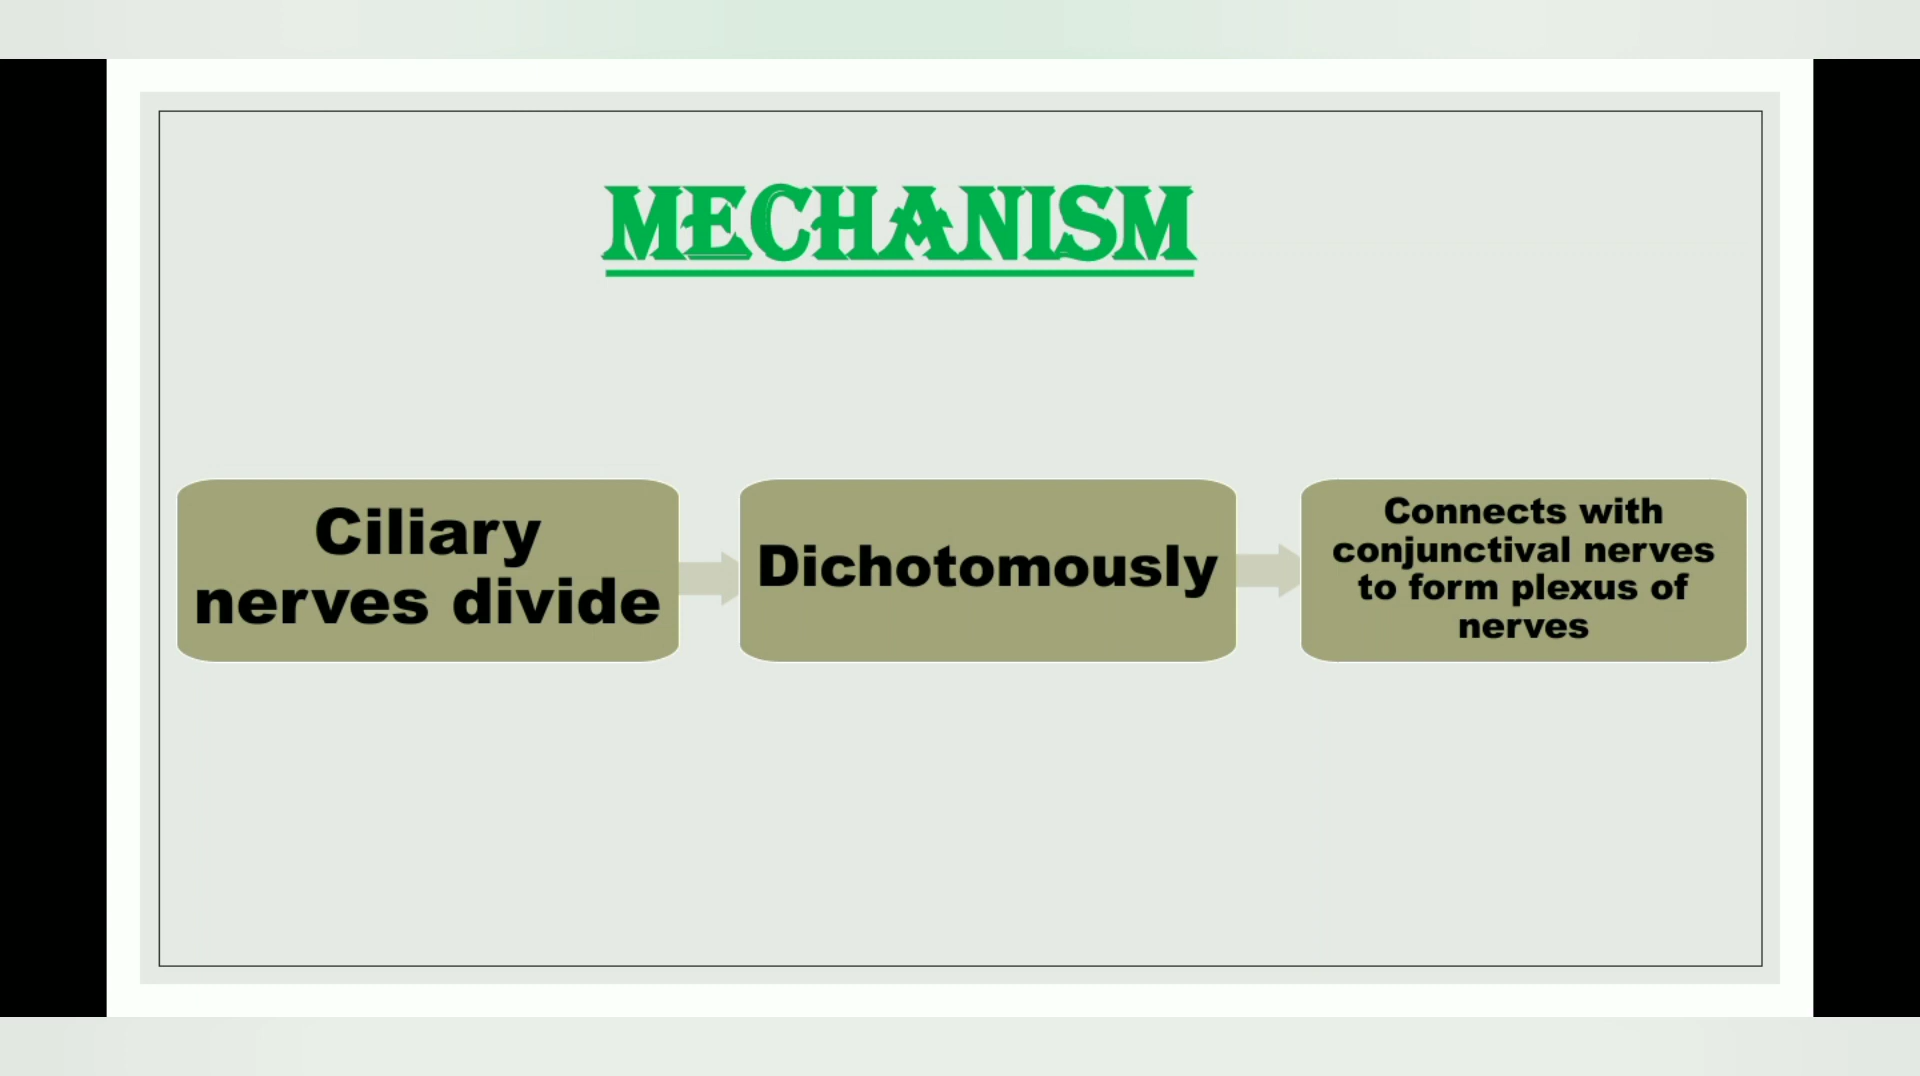 MECHANISM
Ciliary
nerves divide
Dichotomously
Connects with
conjunctival nerves
to form plexus of
nerves